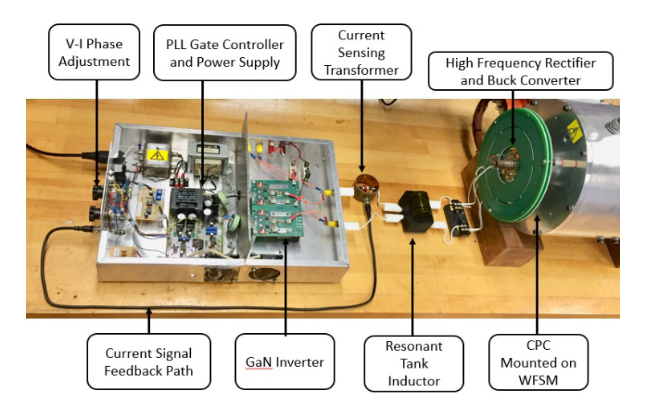 V-I Phase
Adjustment
PLL Gate Controller
and Power Supply
Current
Sensing
Transformer
High Frequency Rectifier
and Buck Converter
Current Signal
Feedback Path
GaN Inverter
Resonant
Tank
Inductor
CPC
Mounted on
WFSM